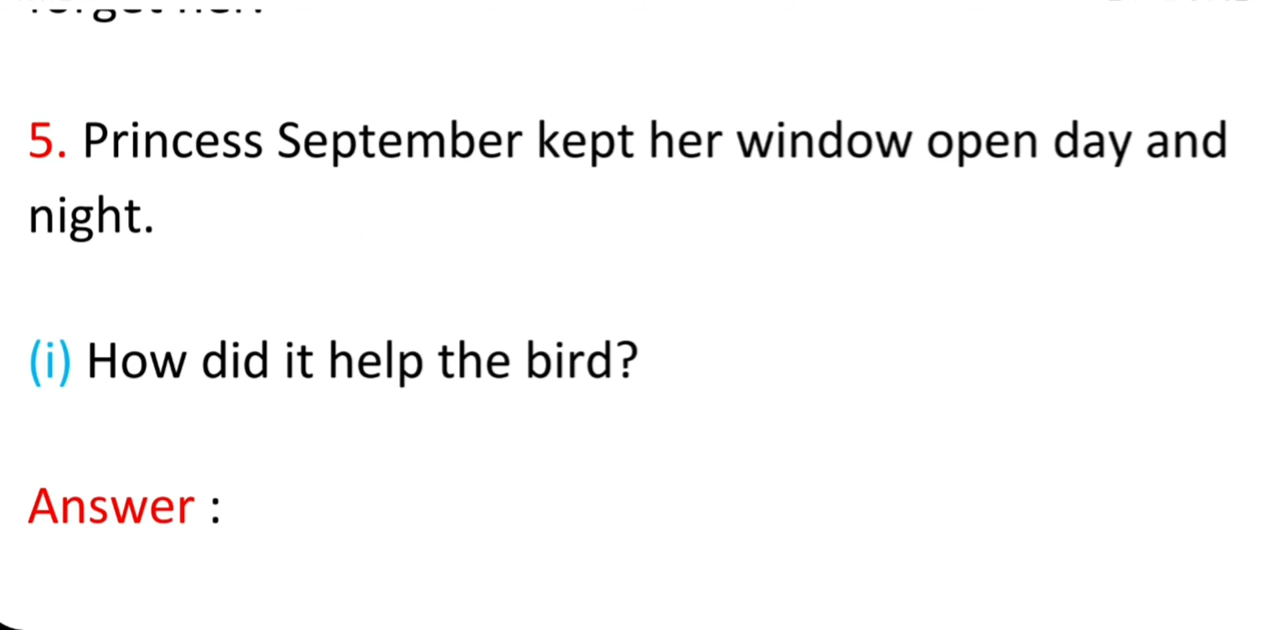 5. Princess September kept her window open day and
night.
(i) How did it help the bird?
Answer :